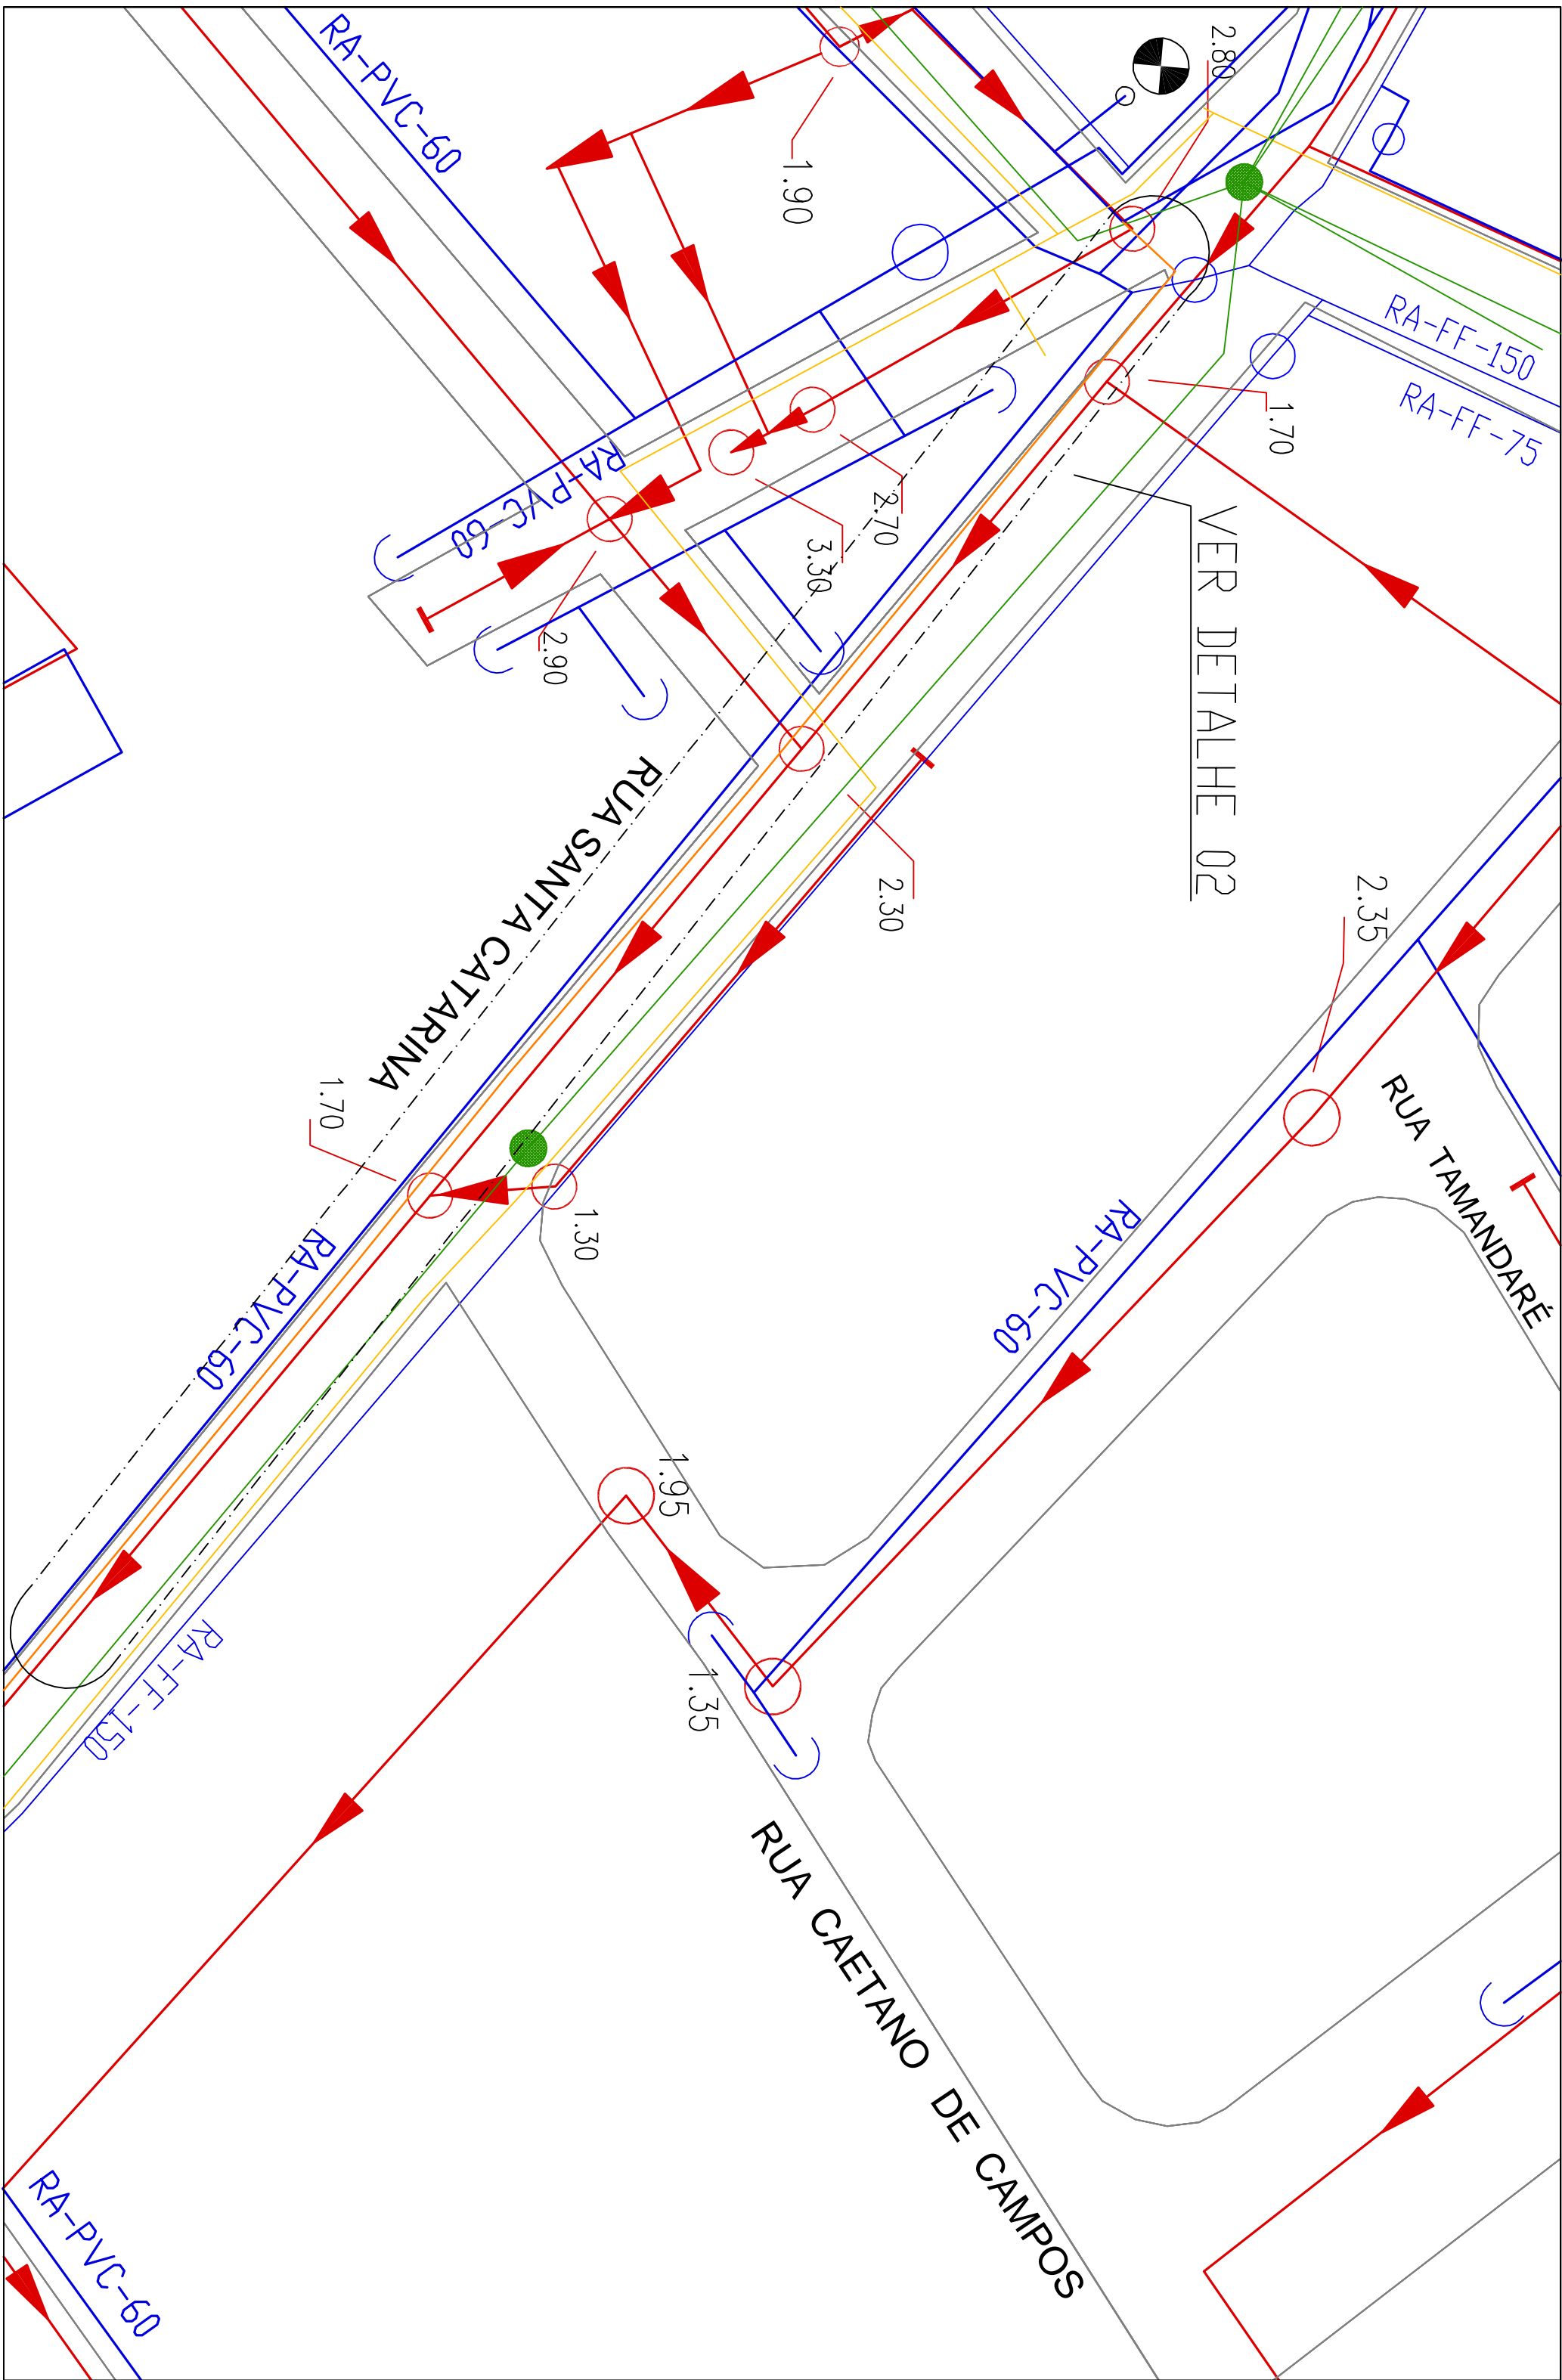 RA-PVC-60
2.80
1.90
RA-FF-150
RA-FF-75
1.70
RA-PVC-60
2.70
3.30
VER DETALHE 02
2.90
RUA SANTA CATARINA
2.30
2.35
RUA TAMANDARÉ
1.70
1.30
RA-PVC-60
RA-PVC-60
1.95
RA-FF-150
1.35
RUA CAETANO DE CAMPOS
RA-PVC-60